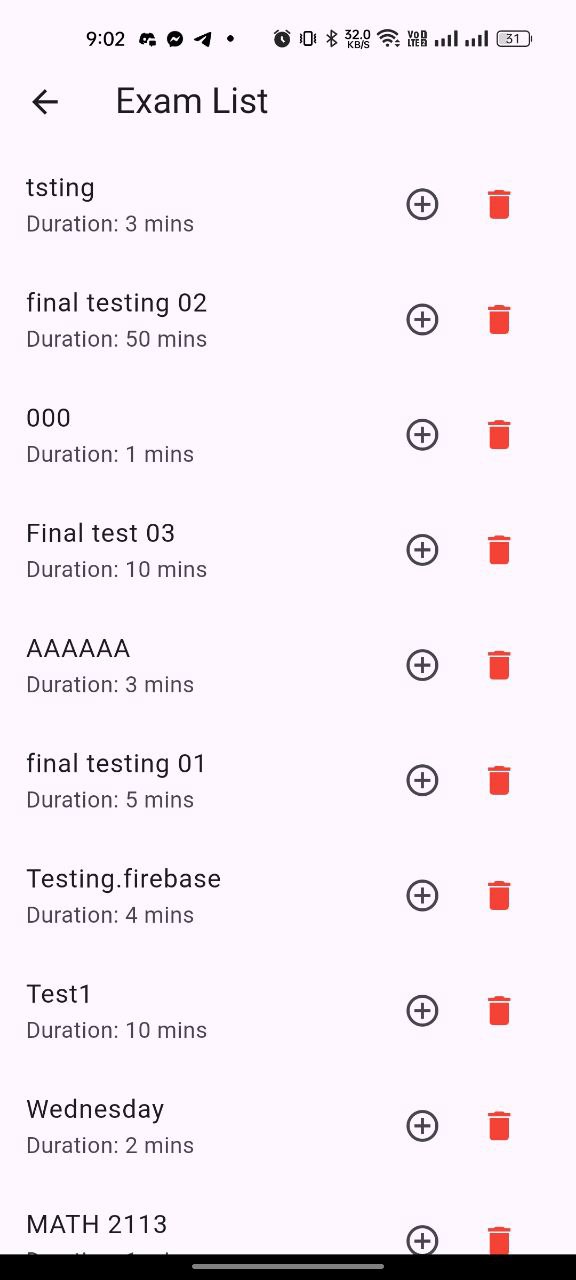 9:02
32.0
KB/S
Vo
LTE
31
Exam List
tsting
Duration: 3 mins
final testing 02
Duration: 50 mins
000
Duration: 1 mins
Final test 03
Duration: 10 mins
AAAAAA
Duration: 3 mins
final testing 01
Duration: 5 mins
Testing.firebase
Duration: 4 mins
Test1
Duration: 10 mins
Wednesday
Duration: 2 mins
MATH 2113